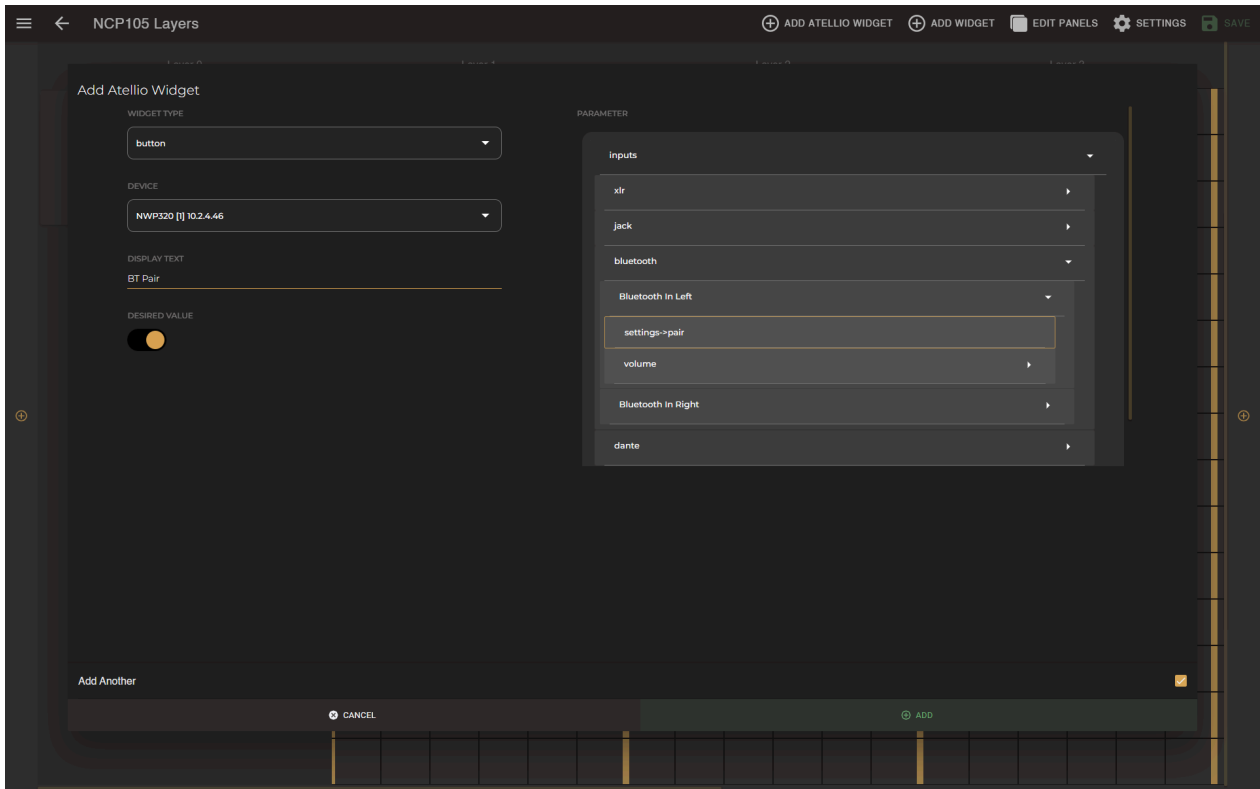 NCP105 Layers
ADD ATELLIO WIDGET
ADD WIDGET
EDIT PANELS
SETTINGS
SAVE
Add Atellio Widget
WIDGET TYPE
button
DEVICE
NWP320 [1] 10.2.4.46
DISPLAY TEXT
BT Pair
DESIRED VALUE
PARAMETER
inputs
xlr
jack
bluetooth
Bluetooth In Left
settings->pair
volume
Bluetooth In Right
dante
Add Another
CANCEL
ADD